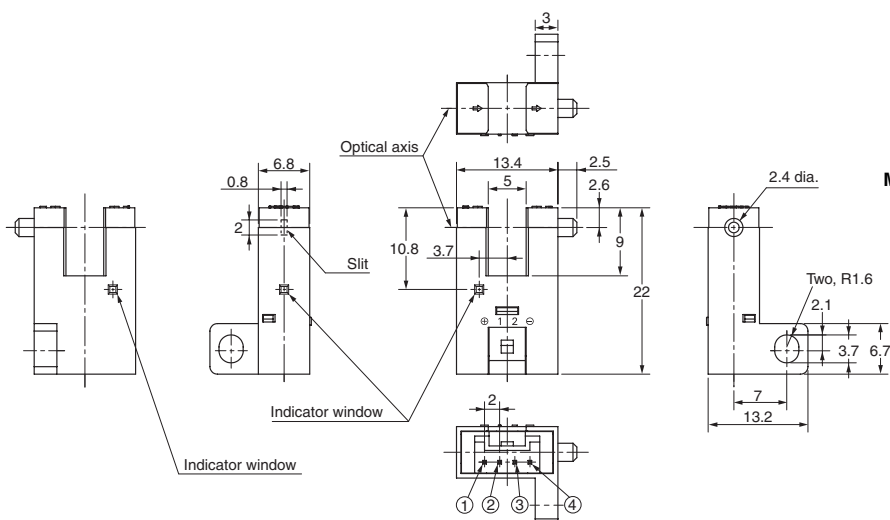 3
Optical axis
6.8
13.4
2.5
2.4 dia.
M
0.8
5
2.6
2
10.8
3.7
9
Slit
22
Two, R1.6
2.1
⊕ 1 2 ⊖
3.7
6.7
7
13.2
Indicator window
2
Indicator window
① ② ③ ④